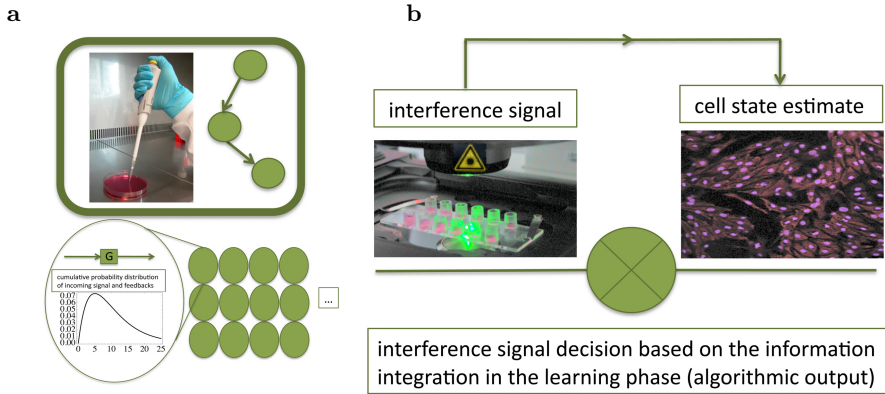 a
b
interference signal
cell state estimate
G
cumulative probability distribution
of incoming signal and feedbacks
0.07
0.06
0.05
0.04
0.03
0.02
0.01
0.00
0 5 10 15 20 25
...
interference signal decision based on the information
integration in the learning phase (algorithmic output)